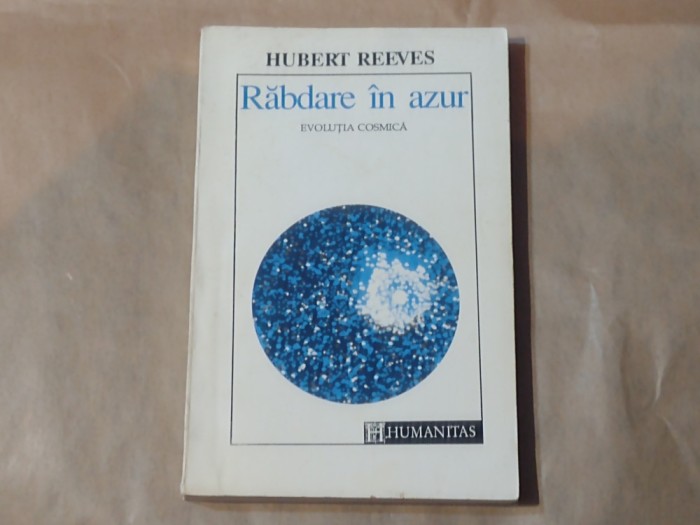 HUBERT REEVES
Răbdare în azur
EVOLUȚIA COSMICĂ
H HUMANITAS